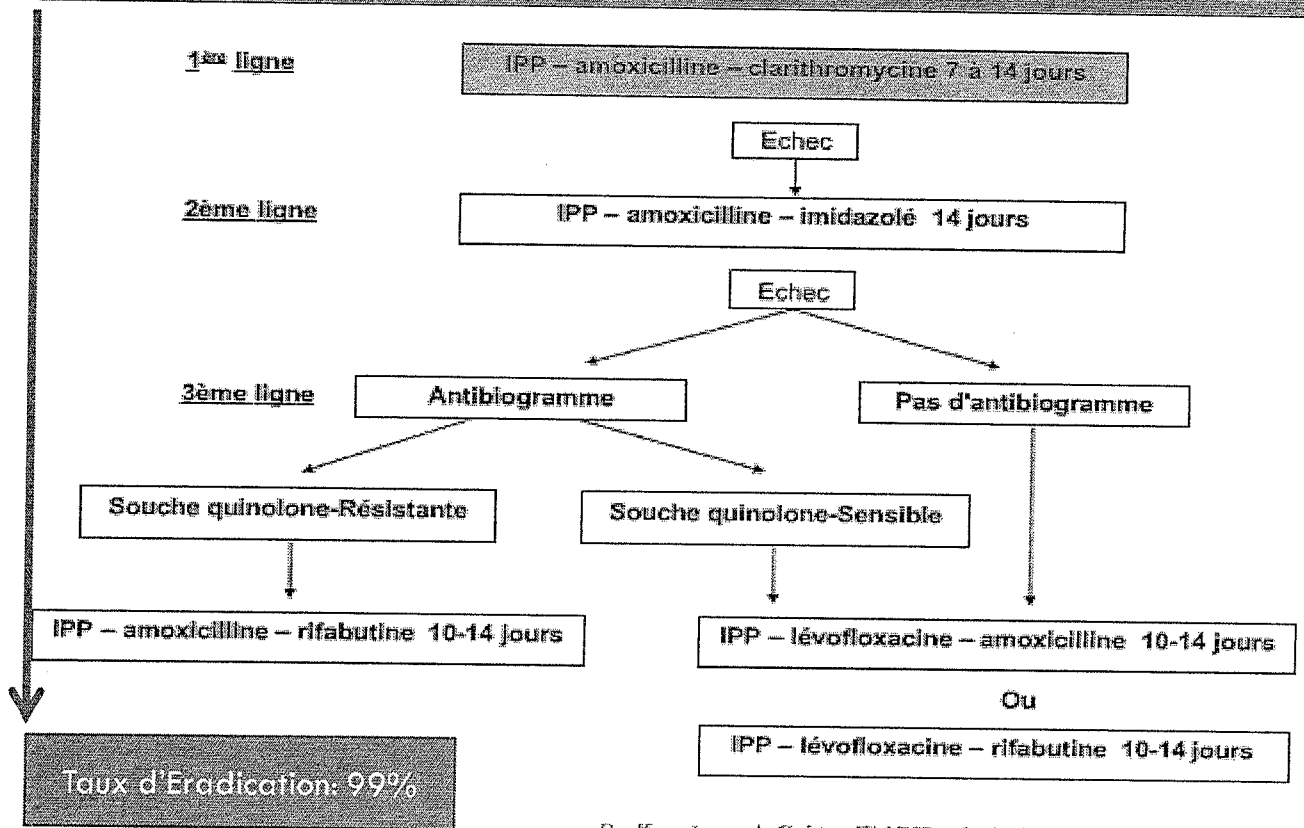 1ère ligne
IPP – amoxicilline – clarithromycine 7 à 14 jours
Echec
2ème ligne
IPP – amoxicilline – imidazolé 14 jours
Echec
3ème ligne
Antibiogramme
Pas d'antibiogramme
Souche quinolone-Résistante
Souche quinolone-Sensible
IPP – amoxicilline – rifabutine 10-14 jours
IPP – lévofloxacine – amoxicilline 10-14 jours
Ou
IPP – lévofloxacine – rifabutine 10-14 jours
Taux d'Eradication: 99%